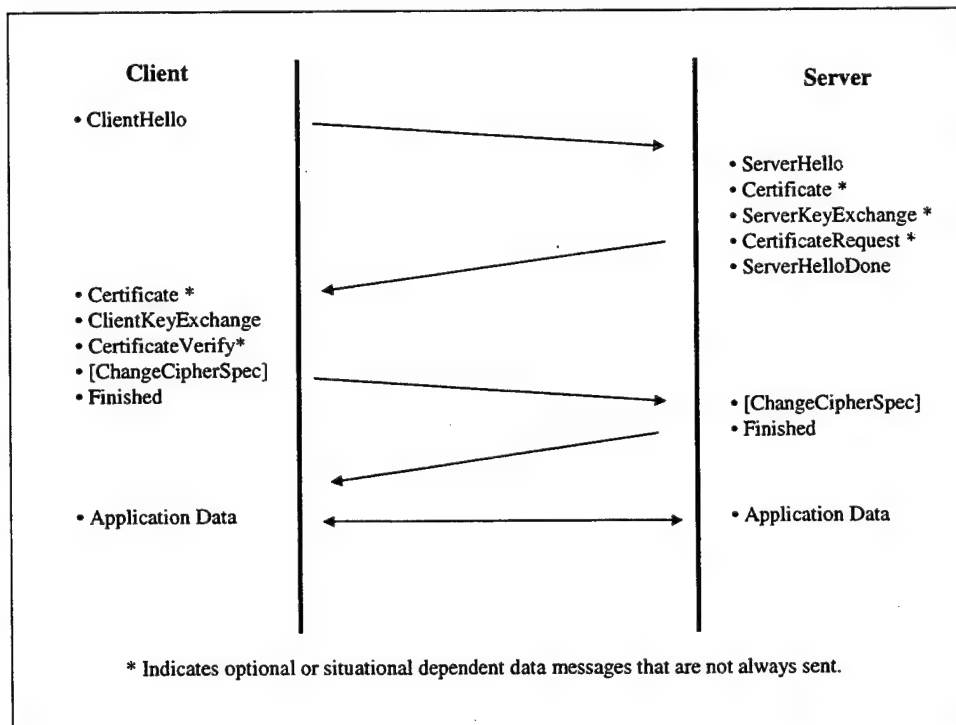 Client
Server
• ClientHello
• ServerHello
• Certificate *
• ServerKeyExchange *
• CertificateRequest *
• ServerHelloDone
• Certificate *
• ClientKeyExchange
• CertificateVerify*
• [ChangeCipherSpec]
• Finished
• [ChangeCipherSpec]
• Finished
• Application Data
• Application Data
* Indicates optional or situational dependent data messages that are not always sent.